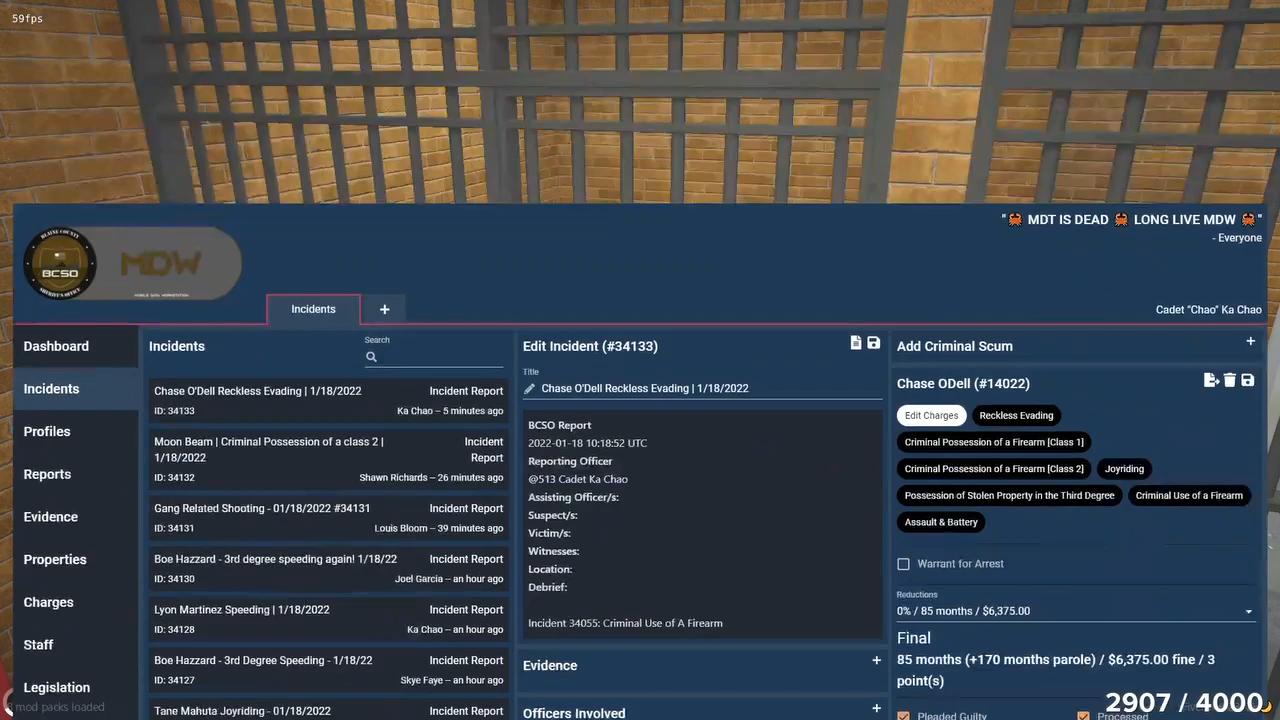 59fps
"🦀 MDT IS DEAD 🦀 LONG LIVE MDW 🦀"
- Everyone
BLAINE COUNTY
BCSO
SHERIFF'S OFFICE
MDW
MOBILE DATA WORKSTATION
Incidents
+
Cadet "Chao" Ka Chao
Dashboard
Incidents
Profiles
Reports
Evidence
Properties
Charges
Staff
Legislation
mod packs loaded
Incidents
Search
Chase O'Dell Reckless Evading | 1/18/2022
Incident Report
ID: 34133
Ka Chao – 5 minutes ago
Moon Beam | Criminal Possession of a class 2 |
1/18/2022
Incident
Report
ID: 34132
Shawn Richards – 26 minutes ago
Gang Related Shooting - 01/18/2022 #34131
Incident Report
ID: 34131
Louis Bloom – 39 minutes ago
Boe Hazzard - 3rd degree speeding again! 1/18/22
Incident Report
ID: 34130
Joel Garcia – an hour ago
Lyon Martinez Speeding | 1/18/2022
Incident Report
ID: 34128
Ka Chao – an hour ago
Boe Hazzard - 3rd Degree Speeding - 1/18/22
Incident Report
ID: 34127
Skye Faye – an hour ago
Tane Mahuta Joyriding - 01/18/2022
Incident Report
Edit Incident (#34133)
Title
Chase O'Dell Reckless Evading | 1/18/2022
BCSO Report
2022-01-18 10:18:52 UTC
Reporting Officer
@513 Cadet Ka Chao
Assisting Officer/s:
Suspect/s:
Victim/s:
Witnesses:
Location:
Debrief:
Incident 34055: Criminal Use of A Firearm
Evidence
+
Officers Involved
+
Add Criminal Scum
+
Chase ODell (#14022)
Edit Charges
Reckless Evading
Criminal Possession of a Firearm [Class 1]
Criminal Possession of a Firearm [Class 2]
Joyriding
Possession of Stolen Property in the Third Degree
Criminal Use of a Firearm
Assault & Battery
Warrant for Arrest
Reductions
0% / 85 months / $6,375.00
Final
85 months (+170 months parole) / $6,375.00 fine / 3
point(s)
Pleaded Guilty
Processed
2907 / 4000